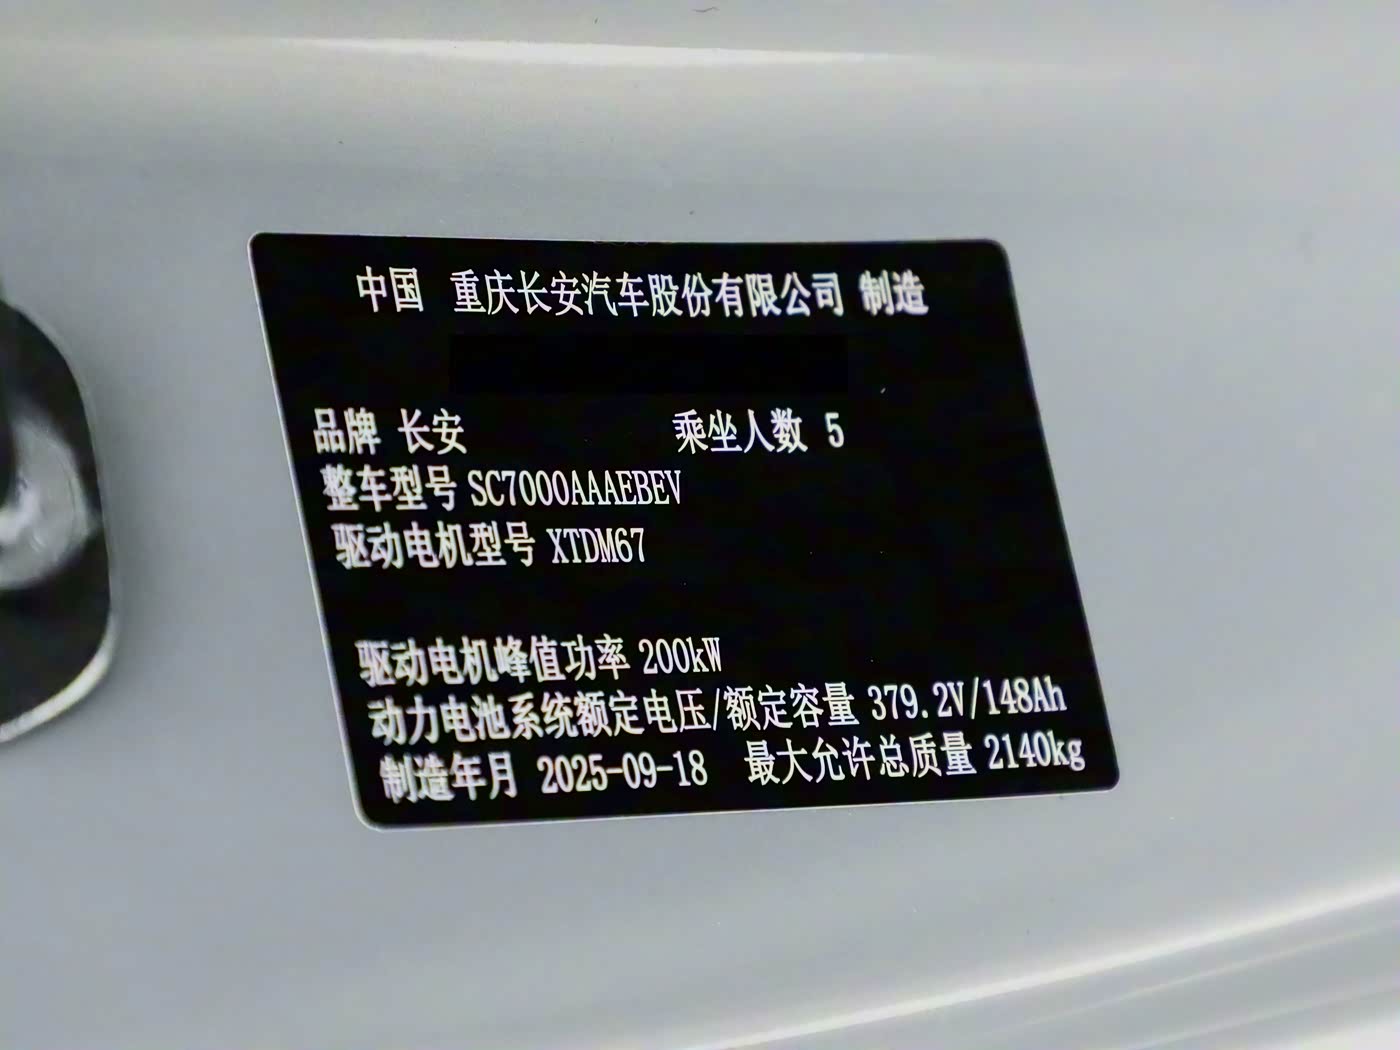 中国 重庆长安汽车股份有限公司 制造
品牌 长安 乘坐人数 5
整车型号 SC7000AAAEBEV
驱动电机型号 XTDM67
驱动电机峰值功率 200kW
动力电池系统额定电压/额定容量 379.2V/148Ah
制造年月 2025-09-18 最大允许总质量 2140kg